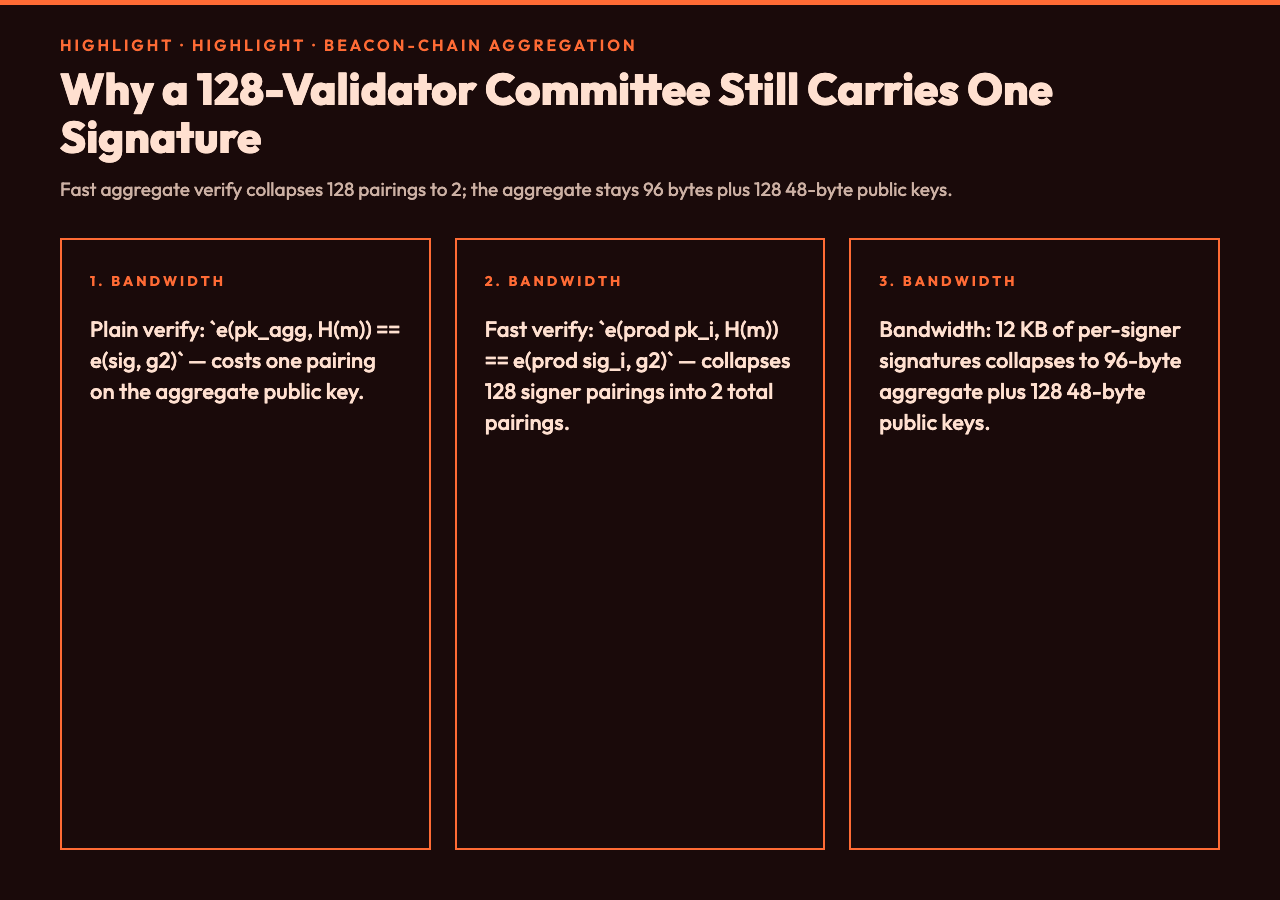 HIGHLIGHT · HIGHLIGHT · BEACON-CHAIN AGGREGATION
Why a 128-Validator Committee Still Carries One
Signature
Fast aggregate verify collapses 128 pairings to 2; the aggregate stays 96 bytes plus 128 48-byte public keys.
1. BANDWIDTH
Plain verify: `e(pk_agg, H(m)) ==
e(sig, g2)` — costs one pairing
on the aggregate public key.
2. BANDWIDTH
Fast verify: `e(prod pk_i, H(m))
== e(prod sig_i, g2)` — collapses
128 signer pairings into 2 total
pairings.
3. BANDWIDTH
Bandwidth: 12 KB of per-signer
signatures collapses to 96-byte
aggregate plus 128 48-byte
public keys.